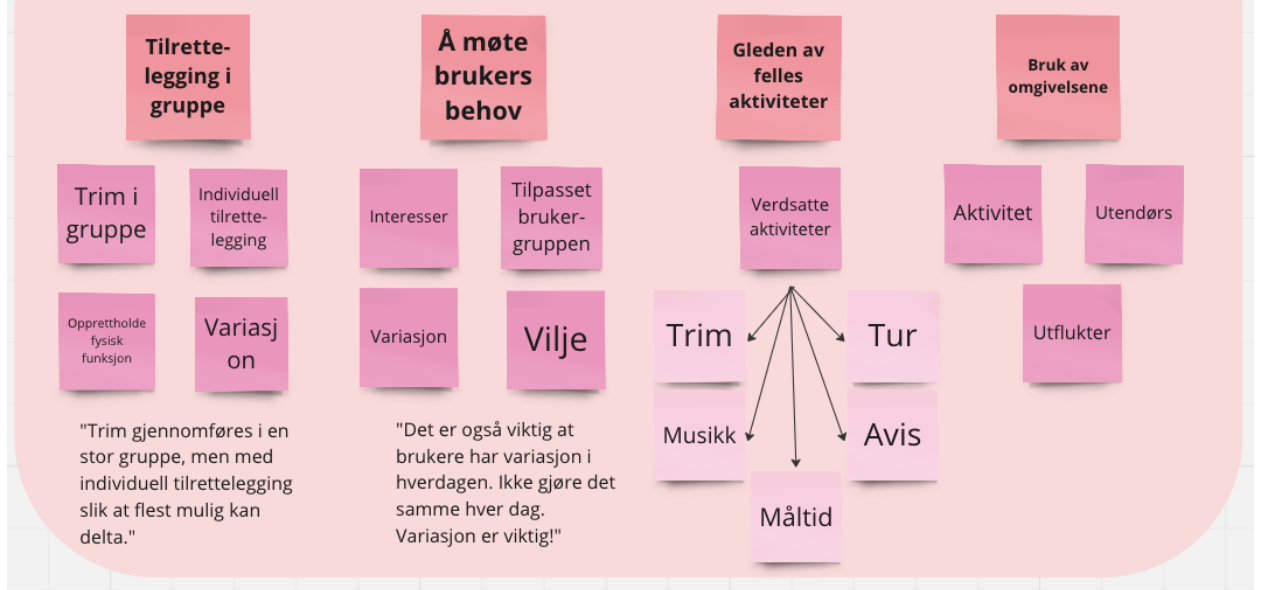 Tilrette-
legging i
gruppe
Å møte
brukers
behov
Gleden av
felles
aktiviteter
Bruk av
omgivelsene
Trim i
gruppe
Individuell
tilrette-
legging
Opprettholde
fysisk
funksjon
Variasj
on
"Trim gjennomføres i en
stor gruppe, men med
individuell tilrettelegging
slik at flest mulig kan
delta."
Interesser
Tilpasset
bruker-
gruppen
Variasjon
Vilje
"Det er også viktig at
brukere har variasjon i
hverdagen. Ikke gjøre det
samme hver dag.
Variasjon er viktig!"
Verdsatte
aktiviteter
Trim
Tur
Musikk
Avis
Måltid
Aktivitet
Utendørs
Utflukter